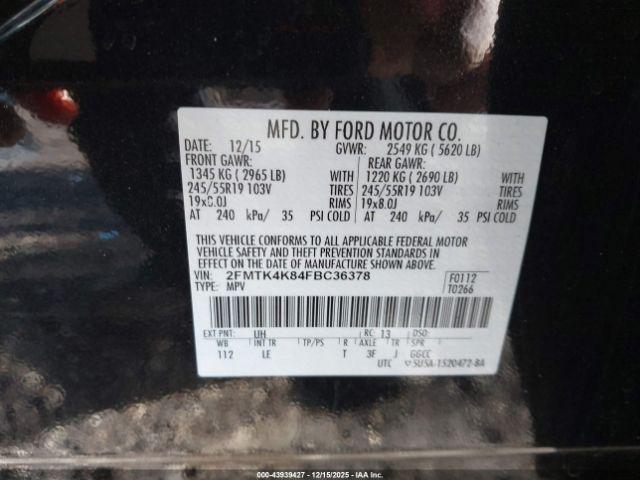 MFD. BY FORD MOTOR CO.
DATE: 12/15 GVWR: 2549 KG ( 5620 LB)
FRONT GAWR: REAR GAWR:
1345 KG ( 2965 LB) WITH 1220 KG ( 2690 LB) WITH
245/55R19 103V TIRES 245/55R19 103V TIRES
19x8.0J RIMS 19x8.0J RIMS
AT 240 kPa/ 35 PSI COLD AT 240 kPa/ 35 PSI COLD
THIS VEHICLE CONFORMS TO ALL APPLICABLE FEDERAL MOTOR
VEHICLE SAFETY AND THEFT PREVENTION STANDARDS IN
EFFECT ON THE DATE OF MANUFACTURE SHOWN ABOVE.
VIN: 2FMTK4K84FBC36378 F0112
TYPE: MPV T0266
EXT PNT: UH RC: 13 DSO:
WB INT TR TP/PS R AXLE TR SPR
112 LE T 3F J GGCC
UTC 5U5A-1520472-BA
000-43939427 - 12/15/2025 - IAA Inc.